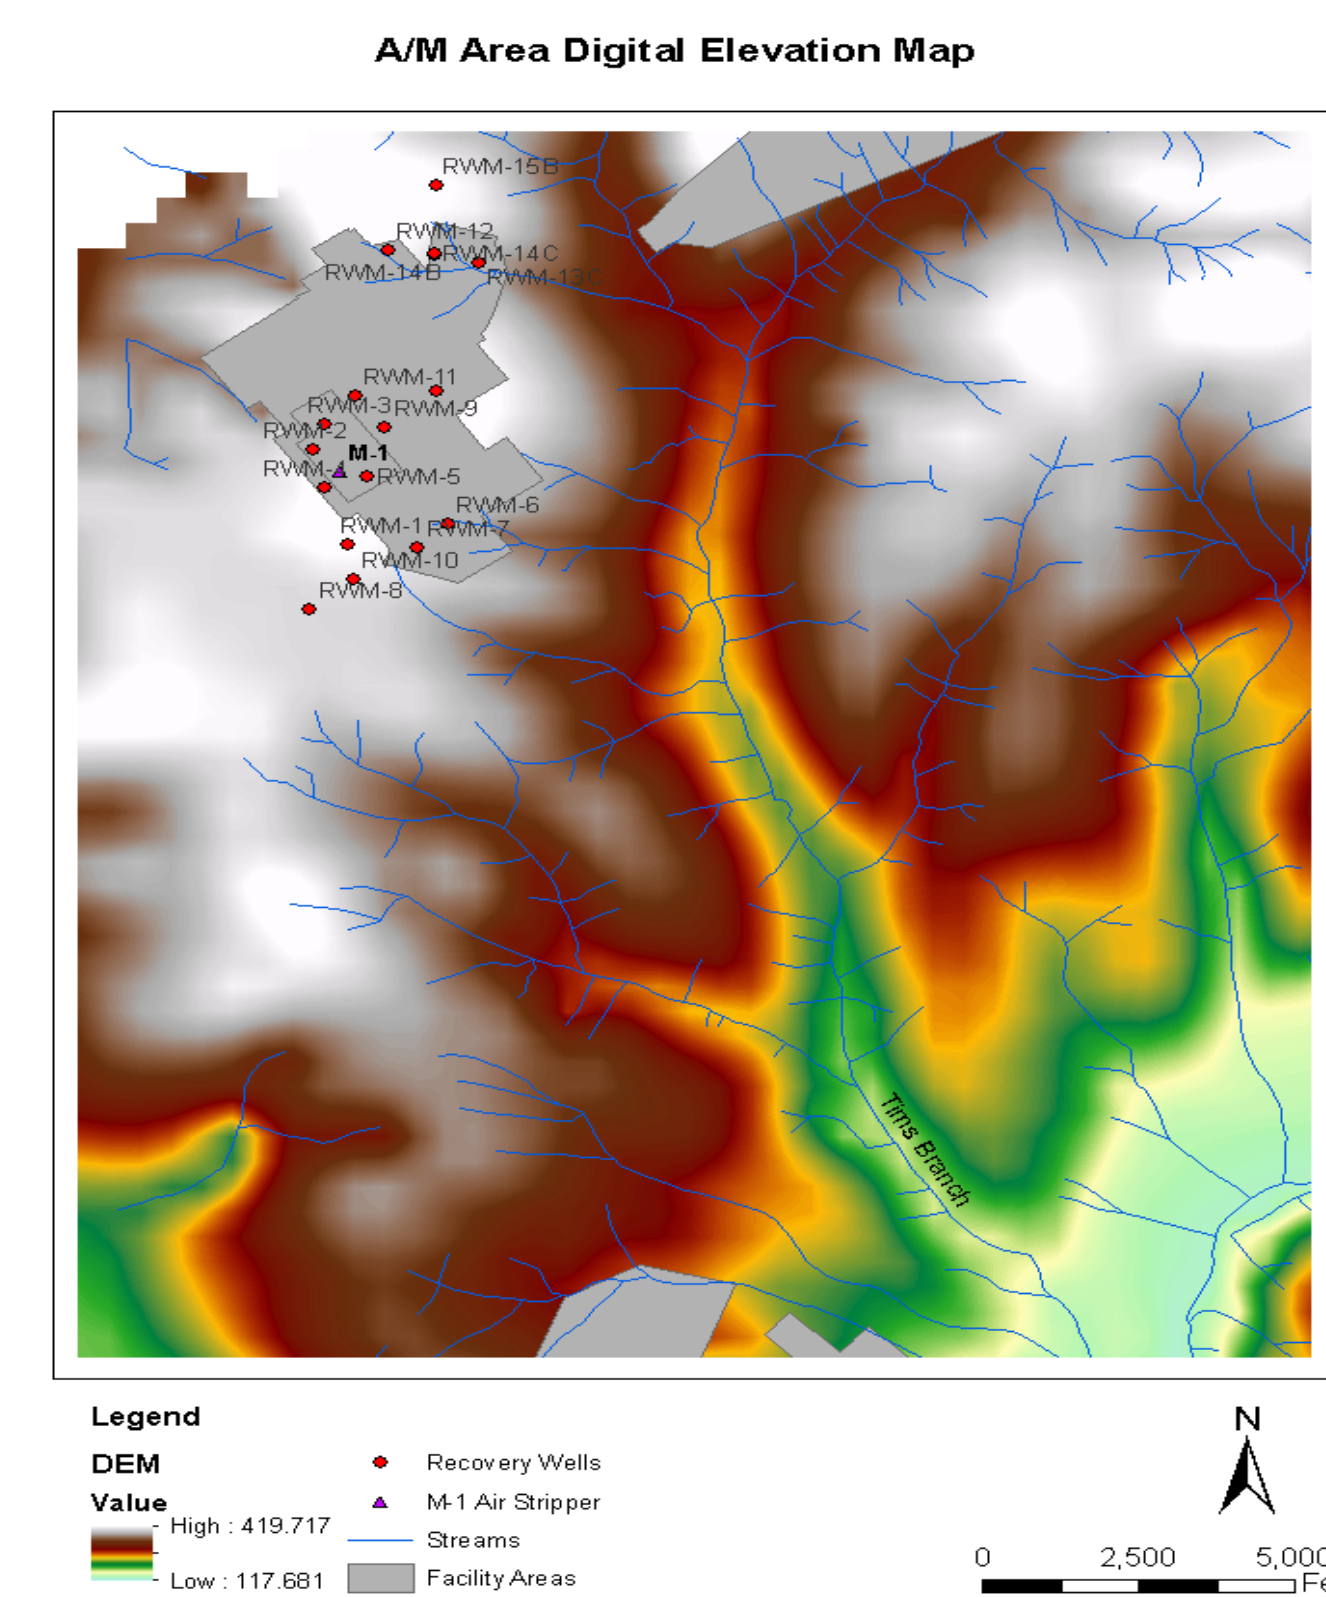 A/M Area Digital Elevation Map
RWM-15B
RWM-12
RWM-14C
RWM-14B
RWM-13C
RWM-11
RWM-3
RWM-9
RWM-2
M-1
RWM-4
RWM-5
RWM-6
RWM-1
RWM-7
RWM-10
RWM-8
Tims Branch
Legend
DEM
Value
High : 419.717
Low : 117.681
Recovery Wells
M-1 Air Stripper
Streams
Facility Areas
N
0 2,500 5,000
Fe